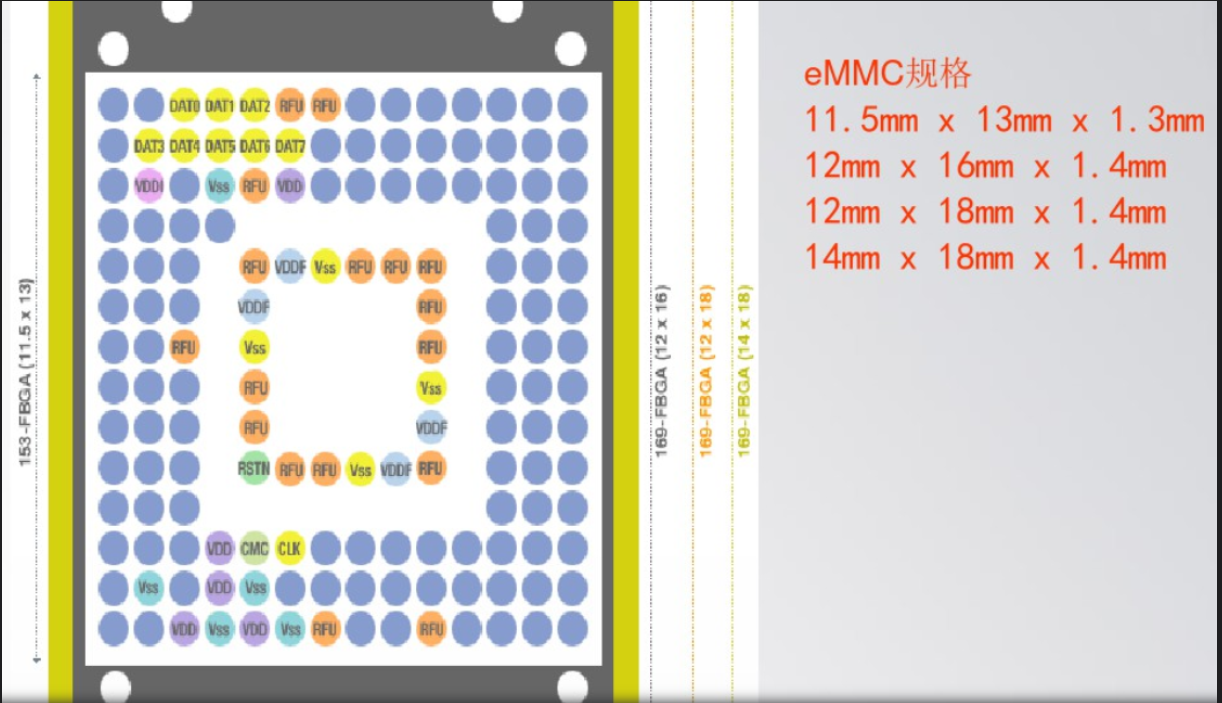 153-FBGA (11.5 x 13)
DAT0 DAT1 DAT2 RFU RFU
DAT3 DAT4 DAT5 DAT6 DAT7
VDDI Vss RFU VDD
RFU VDDF Vss RFU RFU RFU
VDDF RFU
RFU Vss RFU
RFU Vss
RFU VDDF
RSTN RFU RFU Vss VDDF RFU
VDD CMC CLK
Vss VDD Vss
VDD Vss VDD Vss RFU RFU
169-FBGA (12 x 16)
169-FBGA (12 x 18)
169-FBGA (14 x 18)
eMMC规格
11.5mm x 13mm x 1.3mm
12mm x 16mm x 1.4mm
12mm x 18mm x 1.4mm
14mm x 18mm x 1.4mm